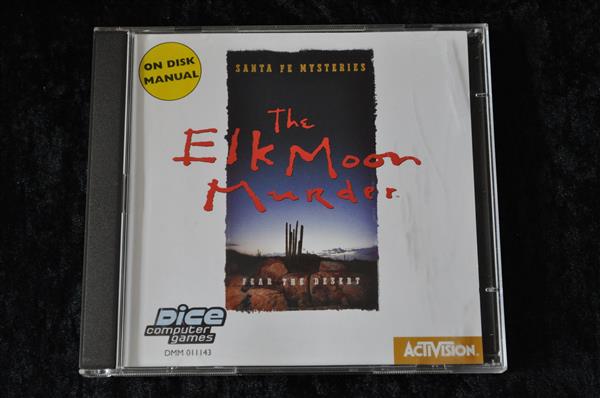 ON DISK
MANUAL
SANTA FE MYSTERIES
The
Elk Moon
Murder
FEAR THE DESERT
Dice
computer
games
DMM 011143
ACTIVISION